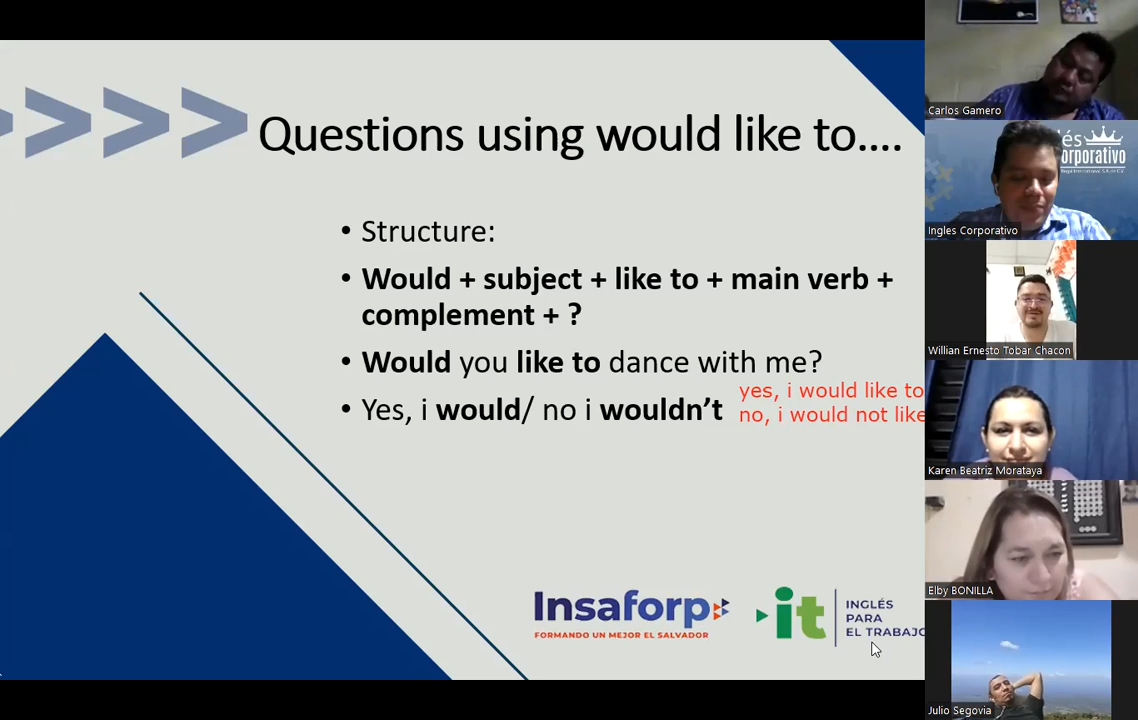 Questions using would like to....
• Structure:
• Would + subject + like to + main verb +
complement + ?
• Would you like to dance with me?
• Yes, i would/ no i wouldn't
yes, i would like to
no, i would not like
Insaforp
FORMANDO UN MEJOR EL SALVADOR
it
INGLÉS
PARA
EL TRABAJO
Carlos Gamero
és
orporativo
Ingles Corporativo
Willian Ernesto Tobar Chacon
Karen Beatriz Morataya
Elby BONILLA
Julio Segovia